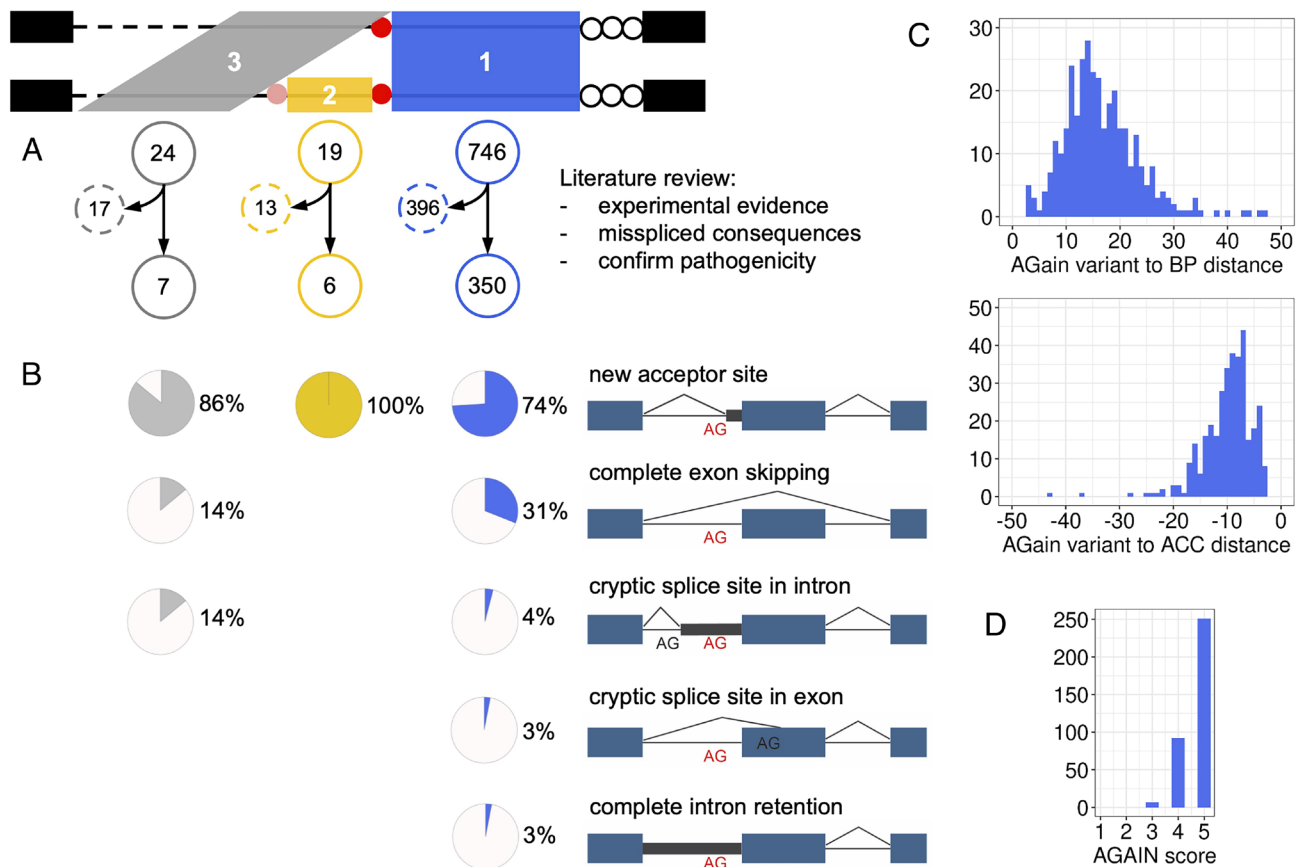 3
1
2
A
24
19
746
17
13
396
7
6
350
Literature review:
- experimental evidence
- misspliced consequences
- confirm pathogenicity
B
86%
100%
74%
new acceptor site
AG
14%
31%
complete exon skipping
AG
14%
4%
cryptic splice site in intron
AG
AG
3%
cryptic splice site in exon
AG
AG
3%
complete intron retention
AG
C
30
20
10
0
0 10 20 30 40 50
AGain variant to BP distance
50
40
30
20
10
0
-50 -40 -30 -20 -10 0
AGain variant to ACC distance
D
250
200
150
100
50
0
1 2 3 4 5
AGAIN score